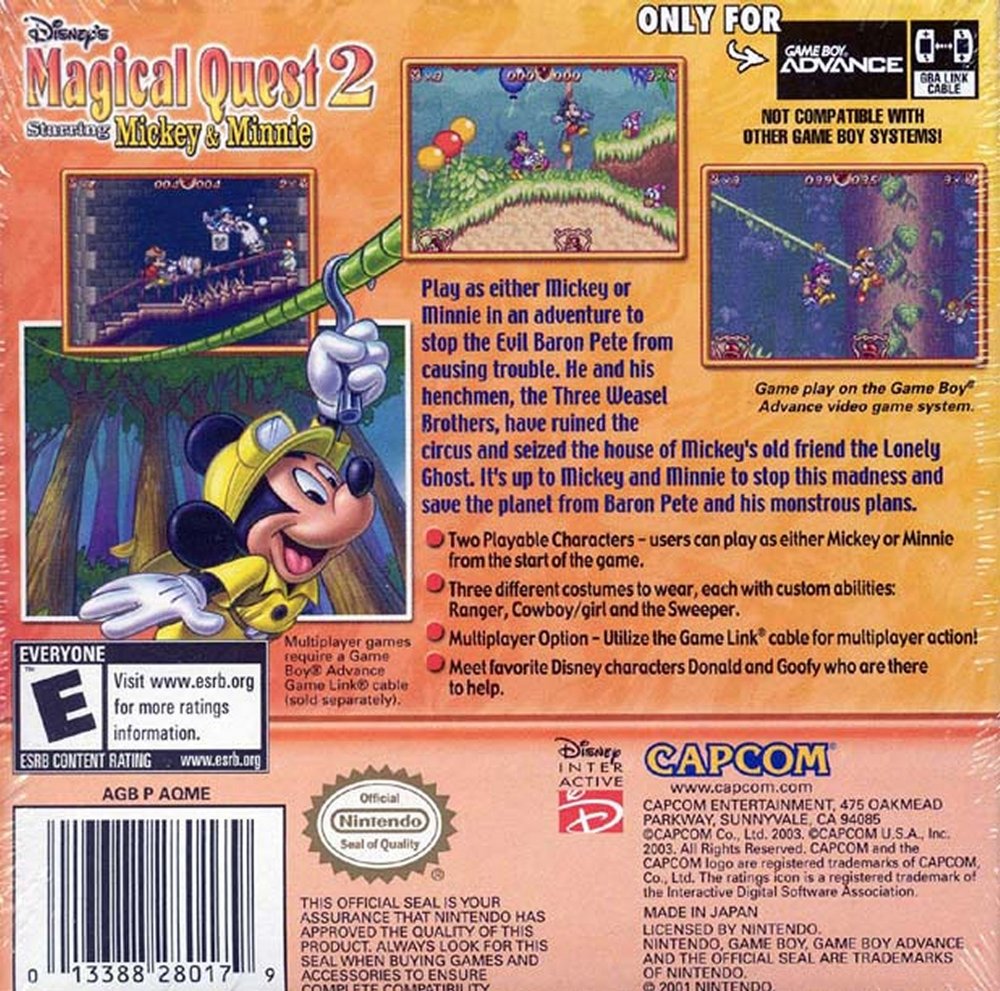 Disney's
Magical Quest 2
Starring Mickey & Minnie
ONLY FOR
GAME BOY
ADVANCE
GBA LINK
CABLE
NOT COMPATIBLE WITH
OTHER GAME BOY SYSTEMS!
Play as either Mickey or
Minnie in an adventure to
stop the Evil Baron Pete from
causing trouble. He and his
henchmen, the Three Weasel
Brothers, have ruined the
circus and seized the house of Mickey's old friend the Lonely
Ghost. It's up to Mickey and Minnie to stop this madness and
save the planet from Baron Pete and his monstrous plans.
Game play on the Game Boy®
Advance video game system.
Two Playable Characters – users can play as either Mickey or Minnie
from the start of the game.
Three different costumes to wear, each with custom abilities:
Ranger, Cowboy/girl and the Sweeper.
Multiplayer Option – Utilize the Game Link® cable for multiplayer action!
Meet favorite Disney characters Donald and Goofy who are there
to help.
Multiplayer games
require a Game
Boy® Advance
Game Link® cable
(sold separately).
EVERYONE
E
Visit www.esrb.org
for more ratings
information.
ESRB CONTENT RATING www.esrb.org
AGB P AQME
0 13388 28017 9
Official
Nintendo
Seal of Quality
®
THIS OFFICIAL SEAL IS YOUR
ASSURANCE THAT NINTENDO HAS
APPROVED THE QUALITY OF THIS
PRODUCT. ALWAYS LOOK FOR THIS
SEAL WHEN BUYING GAMES AND
ACCESSORIES TO ENSURE
COMPLETE COMPATIBILITY
Disney
INTER
ACTIVE
D
CAPCOM®
www.capcom.com
CAPCOM ENTERTAINMENT, 475 OAKMEAD
PARKWAY, SUNNYVALE, CA 94085
©CAPCOM Co., Ltd. 2003. ©CAPCOM U.S.A., Inc.
2003. All Rights Reserved. CAPCOM and the
CAPCOM logo are registered trademarks of CAPCOM,
Co., Ltd. The ratings icon is a registered trademark of
the Interactive Digital Software Association.
MADE IN JAPAN
LICENSED BY NINTENDO.
NINTENDO, GAME BOY, GAME BOY ADVANCE
AND THE OFFICIAL SEAL ARE TRADEMARKS
OF NINTENDO.
© 2001 NINTENDO.